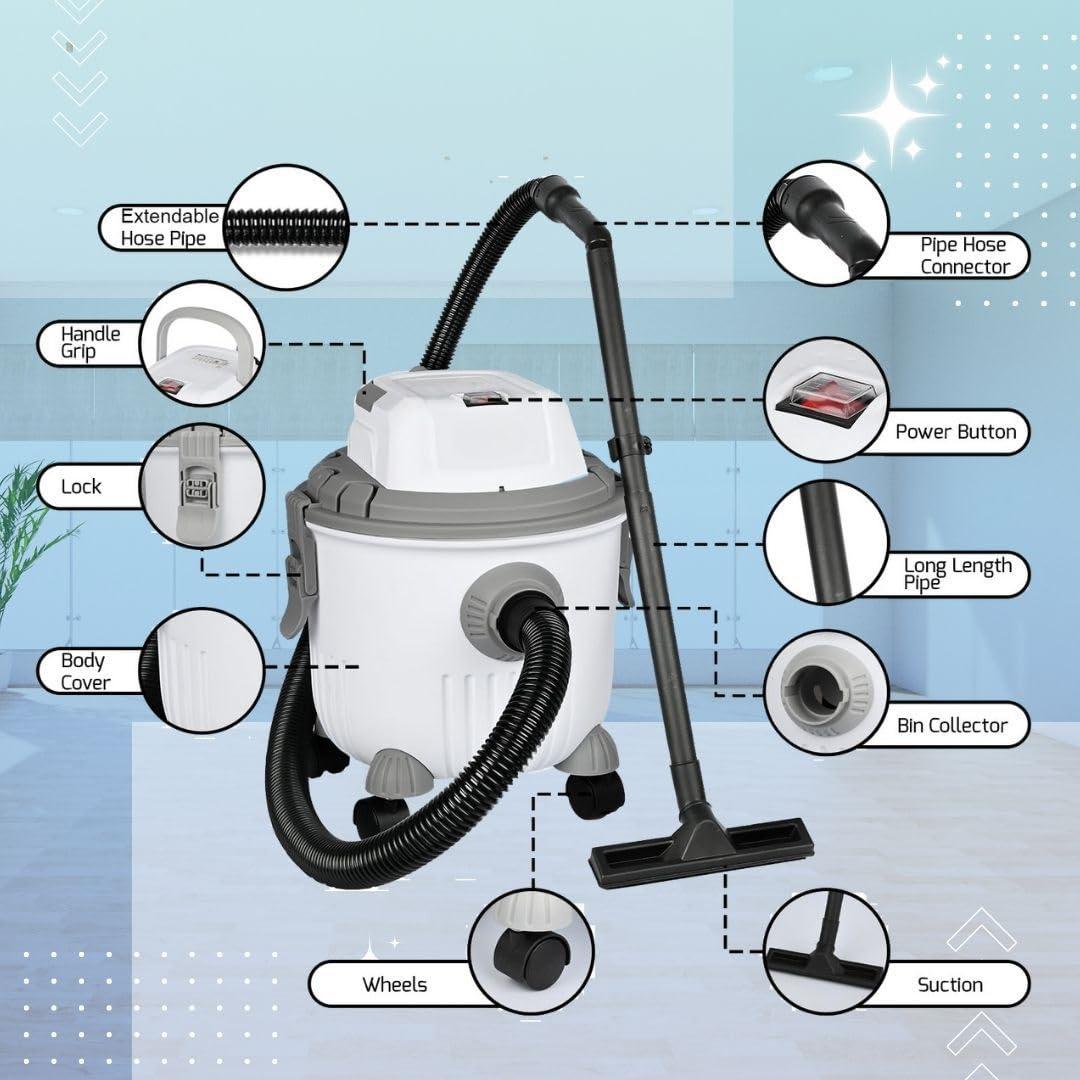 Extendable
Hose Pipe
Pipe Hose
Connector
Handle
Grip
Power Button
Lock
Long Length
Pipe
Body
Cover
Bin Collector
Wheels
Suction